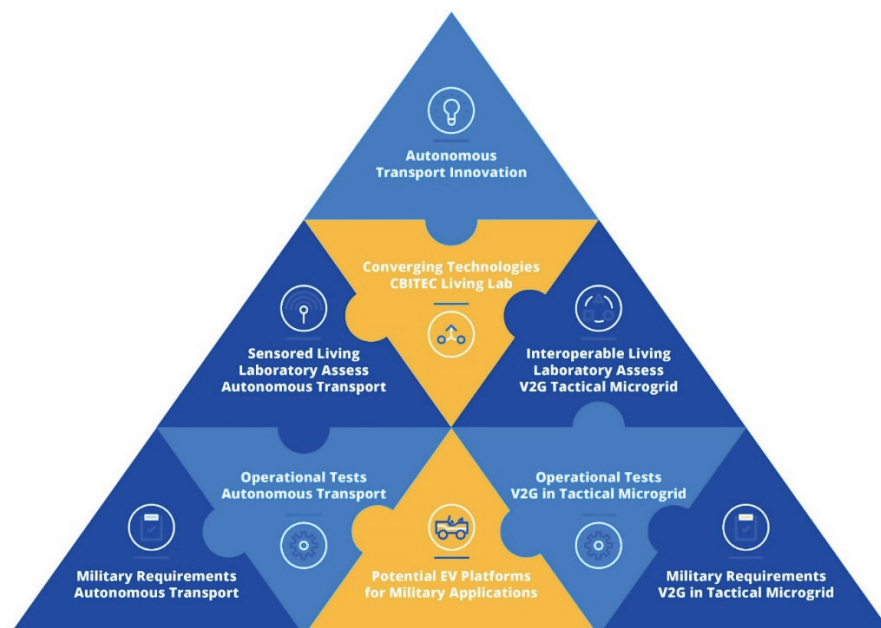 Autonomous
Transport Innovation
Converging Technologies
CBITEC Living Lab
Sensored Living
Laboratory Assess
Autonomous Transport
Interoperable Living
Laboratory Assess
V2G Tactical Microgrid
Operational Tests
Autonomous Transport
Operational Tests
V2G in Tactical Microgrid
Military Requirements
Autonomous Transport
Potential EV Platforms
for Military Applications
Military Requirements
V2G in Tactical Microgrid